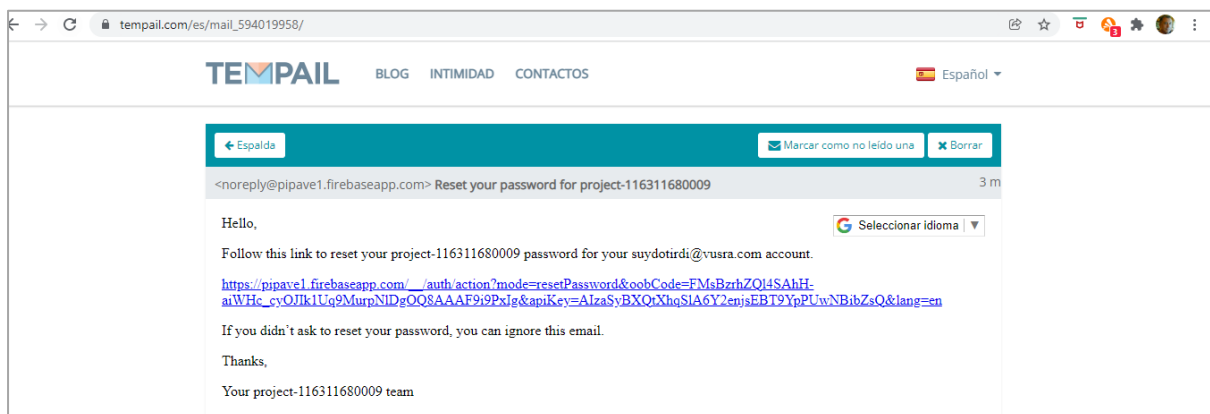 tempail.com/es/mail_594019958/
3
TEMPAIL BLOG INTIMIDAD CONTACTOS Español
Espalda Marcar como no leído una Borrar
<noreply@pipave1.firebaseapp.com> Reset your password for project-116311680009 3 m
Hello,
Seleccionar idioma
Follow this link to reset your project-116311680009 password for your suydotirdi@vusra.com account.
https://pipave1.firebaseapp.com/__/auth/action?mode=resetPassword&oobCode=FMsBzrhZQl4SAhH-
aiWHc_cyOJIk1Uq9MurpNlDgOQ8AAAF9i9PxIg&apiKey=AIzaSyBXQtXhqSlA6Y2enjsEBT9YpPUwNBibZsQ&lang=en
If you didn’t ask to reset your password, you can ignore this email.
Thanks,
Your project-116311680009 team